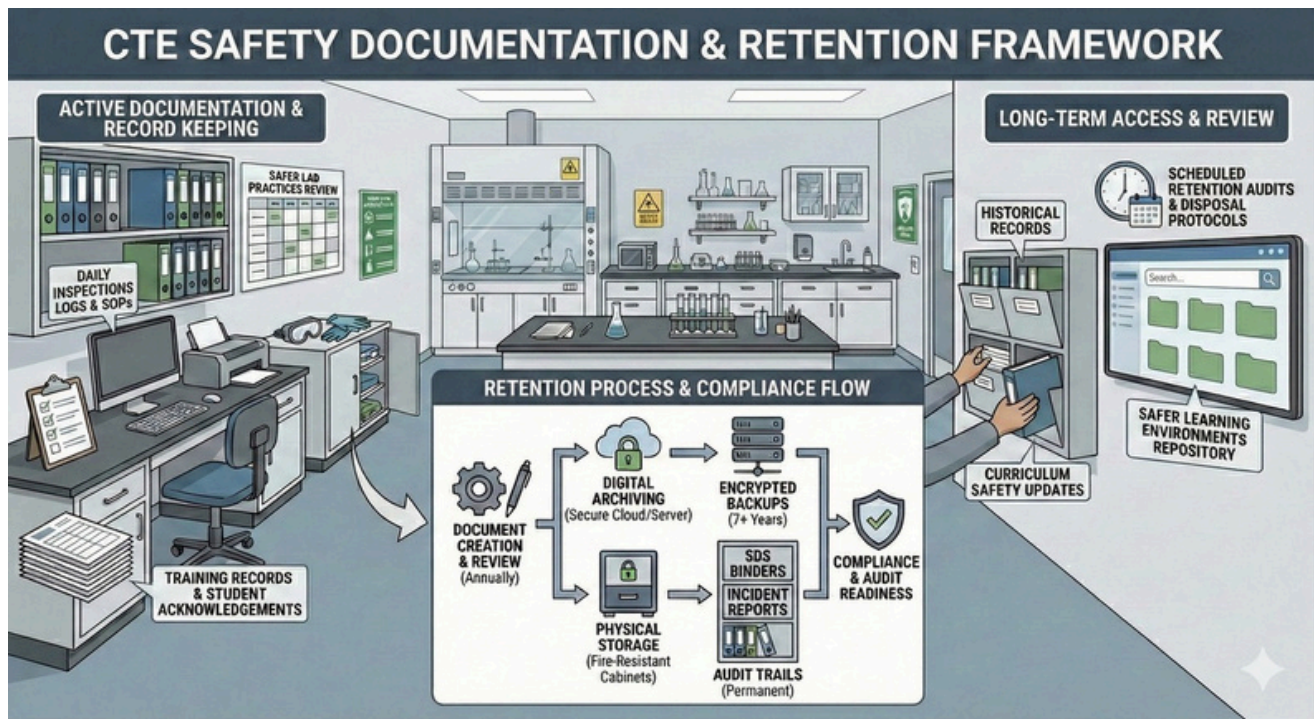 CTE SAFETY DOCUMENTATION & RETENTION FRAMEWORK
ACTIVE DOCUMENTATION &
RECORD KEEPING
SAFER LAB
PRACTICES REVIEW
DAILY
INSPECTIONS
LOGS & SOPs
TRAINING RECORDS
& STUDENT
ACKNOWLEDGEMENTS
RETENTION PROCESS & COMPLIANCE FLOW
DOCUMENT
CREATION
& REVIEW
(Annually)
DIGITAL
ARCHIVING
(Secure Cloud/Server)
ENCRYPTED
BACKUPS
(7+ Years)
PHYSICAL
STORAGE
(Fire-Resistant
Cabinets)
SDS
BINDERS
INCIDENT
REPORTS
AUDIT TRAILS
(Permanent)
COMPLIANCE
& AUDIT
READINESS
LONG-TERM ACCESS & REVIEW
SCHEDULED
RETENTION AUDITS
& DISPOSAL
PROTOCOLS
HISTORICAL
RECORDS
Search...
SAFER LEARNING
ENVIRONMENTS
REPOSITORY
CURRICULUM
SAFETY UPDATES